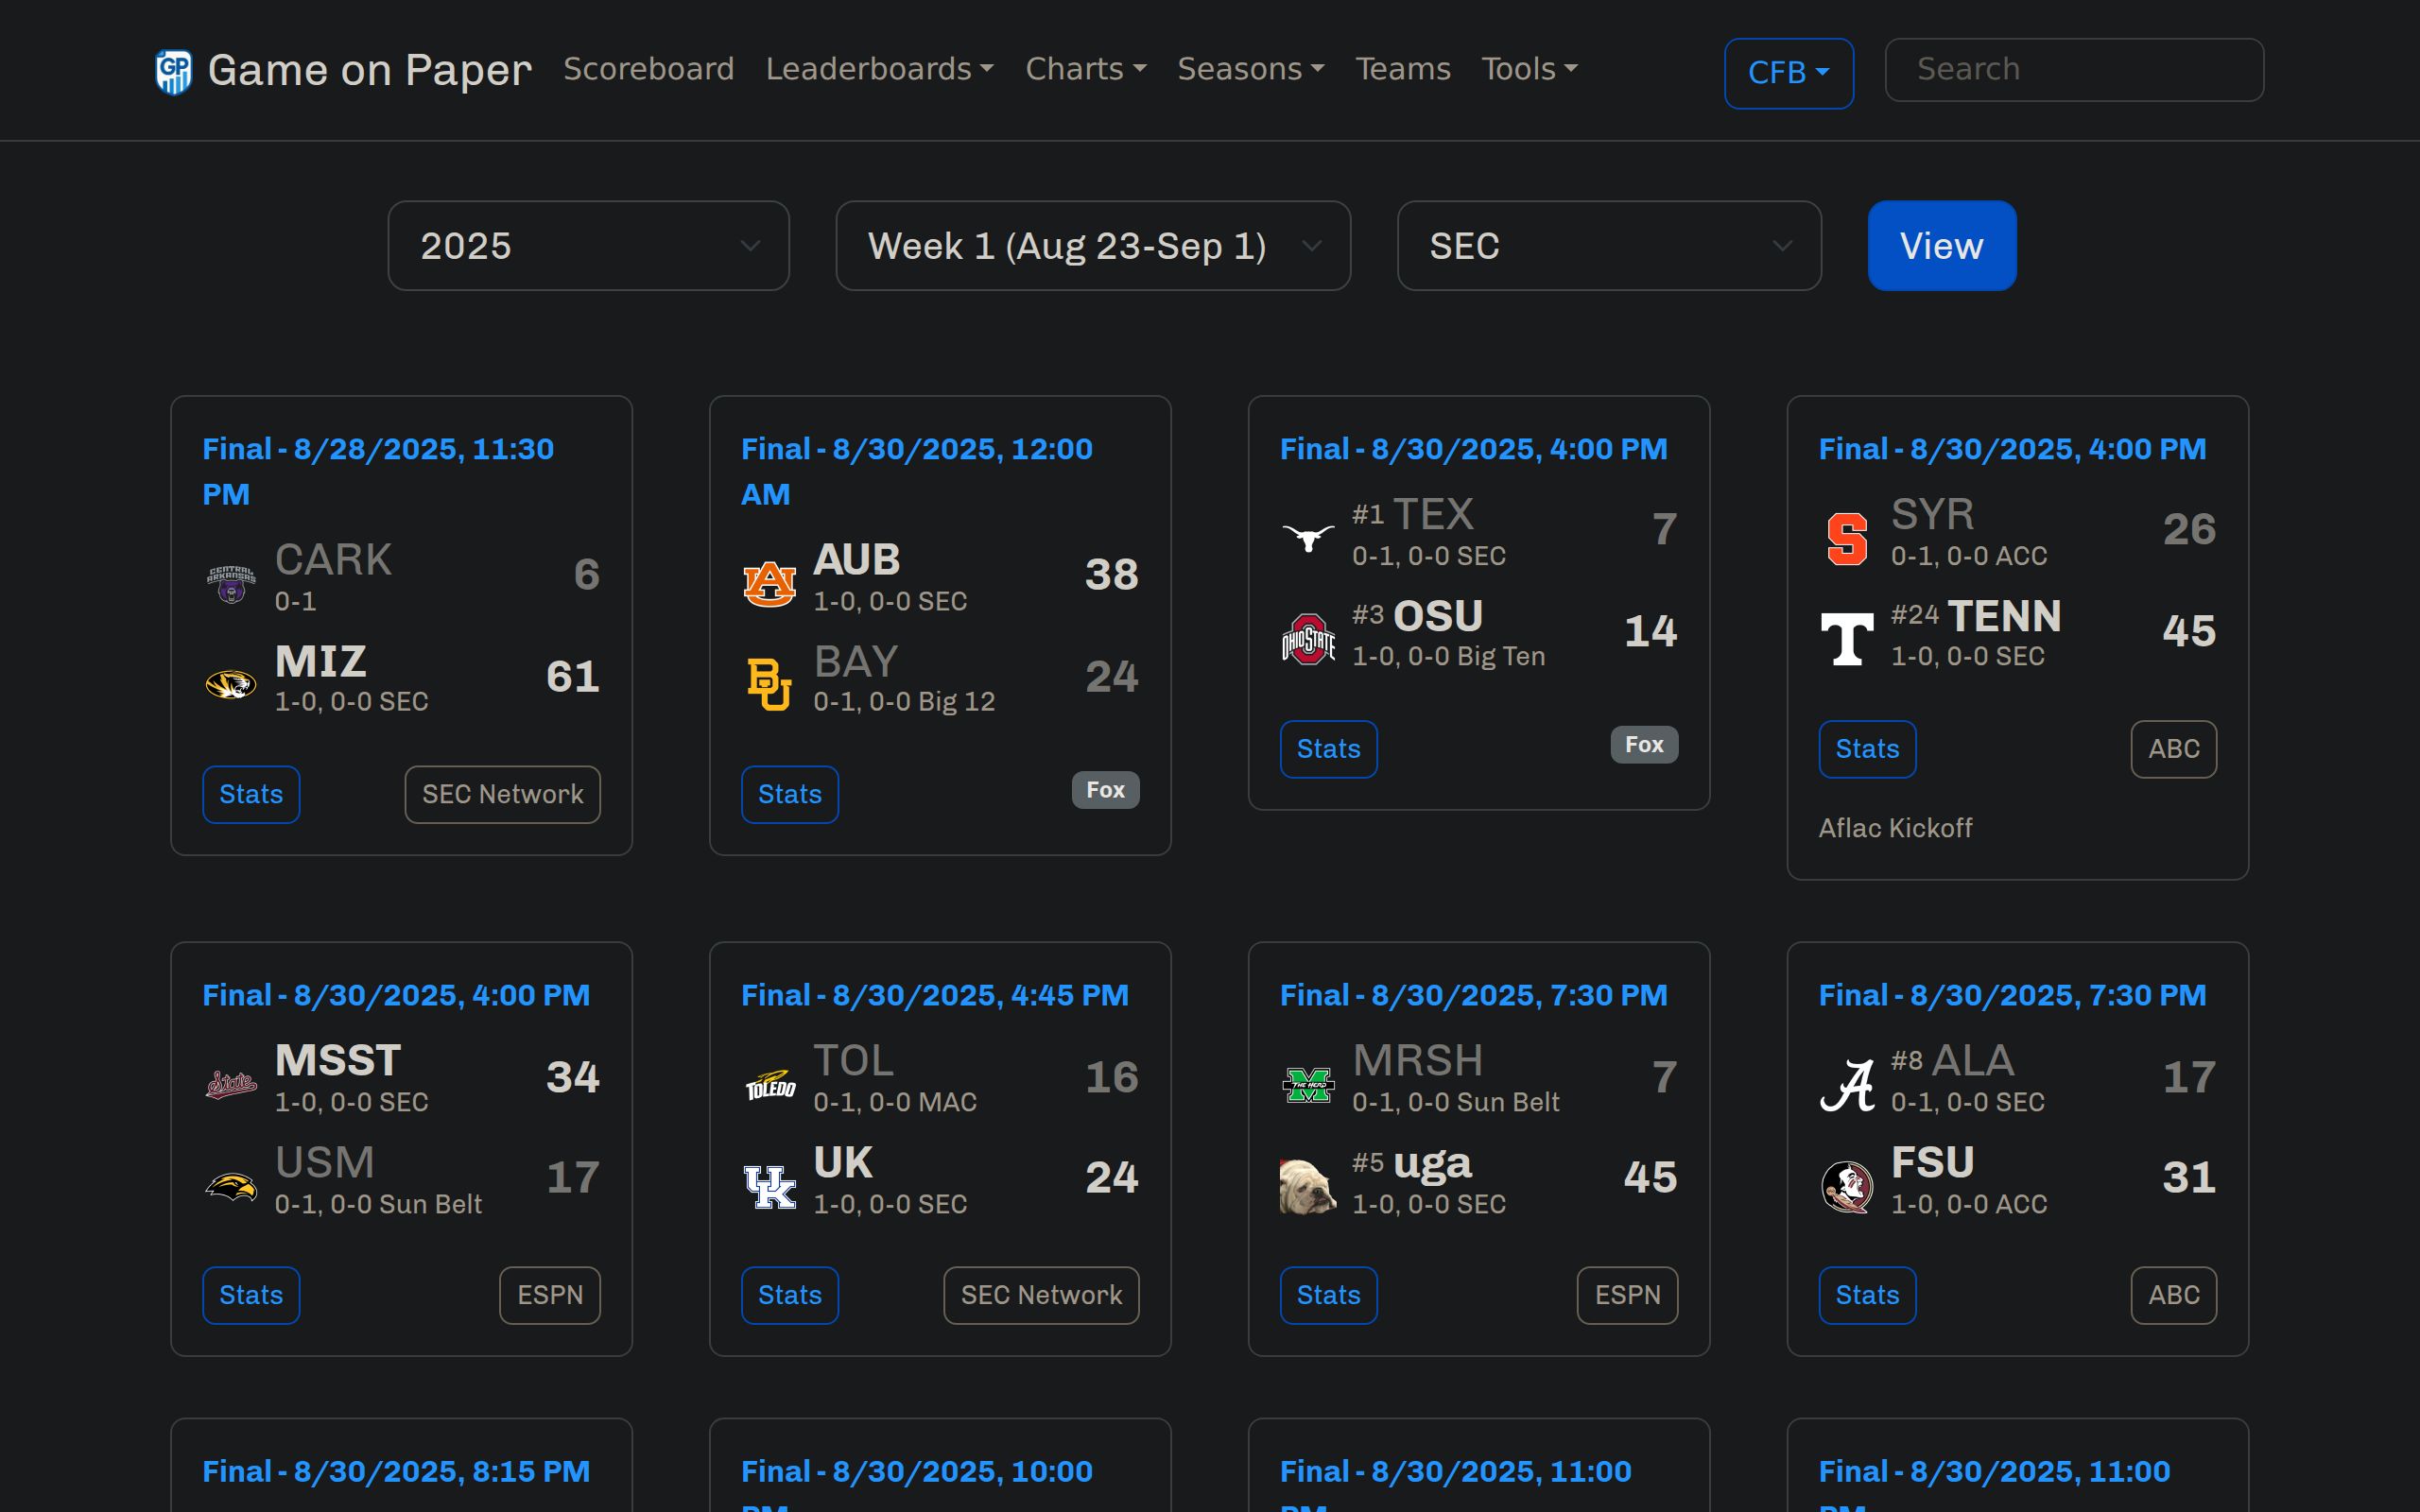 Game on Paper Scoreboard Leaderboards Charts Seasons Teams Tools CFB Search
2025 Week 1 (Aug 23-Sep 1) SEC View
Final - 8/28/2025, 11:30
PM
CARK 6
0-1
MIZ 61
1-0, 0-0 SEC
Stats SEC Network
Final - 8/30/2025, 12:00
AM
AUB 38
1-0, 0-0 SEC
BAY 24
0-1, 0-0 Big 12
Stats Fox
Final - 8/30/2025, 4:00 PM
#1 TEX 7
0-1, 0-0 SEC
#3 OSU 14
1-0, 0-0 Big Ten
Stats Fox
Final - 8/30/2025, 4:00 PM
SYR 26
0-1, 0-0 ACC
#24 TENN 45
1-0, 0-0 SEC
Stats ABC
Aflac Kickoff
Final - 8/30/2025, 4:00 PM
MSST 34
1-0, 0-0 SEC
USM 17
0-1, 0-0 Sun Belt
Stats ESPN
Final - 8/30/2025, 4:45 PM
TOL 16
0-1, 0-0 MAC
UK 24
1-0, 0-0 SEC
Stats SEC Network
Final - 8/30/2025, 7:30 PM
MRSH 7
0-1, 0-0 Sun Belt
#5 uga 45
1-0, 0-0 SEC
Stats ESPN
Final - 8/30/2025, 7:30 PM
#8 ALA 17
0-1, 0-0 SEC
FSU 31
1-0, 0-0 ACC
Stats ABC
Final - 8/30/2025, 8:15 PM
Final - 8/30/2025, 10:00
PM
Final - 8/30/2025, 11:00
PM
Final - 8/30/2025, 11:00
PM